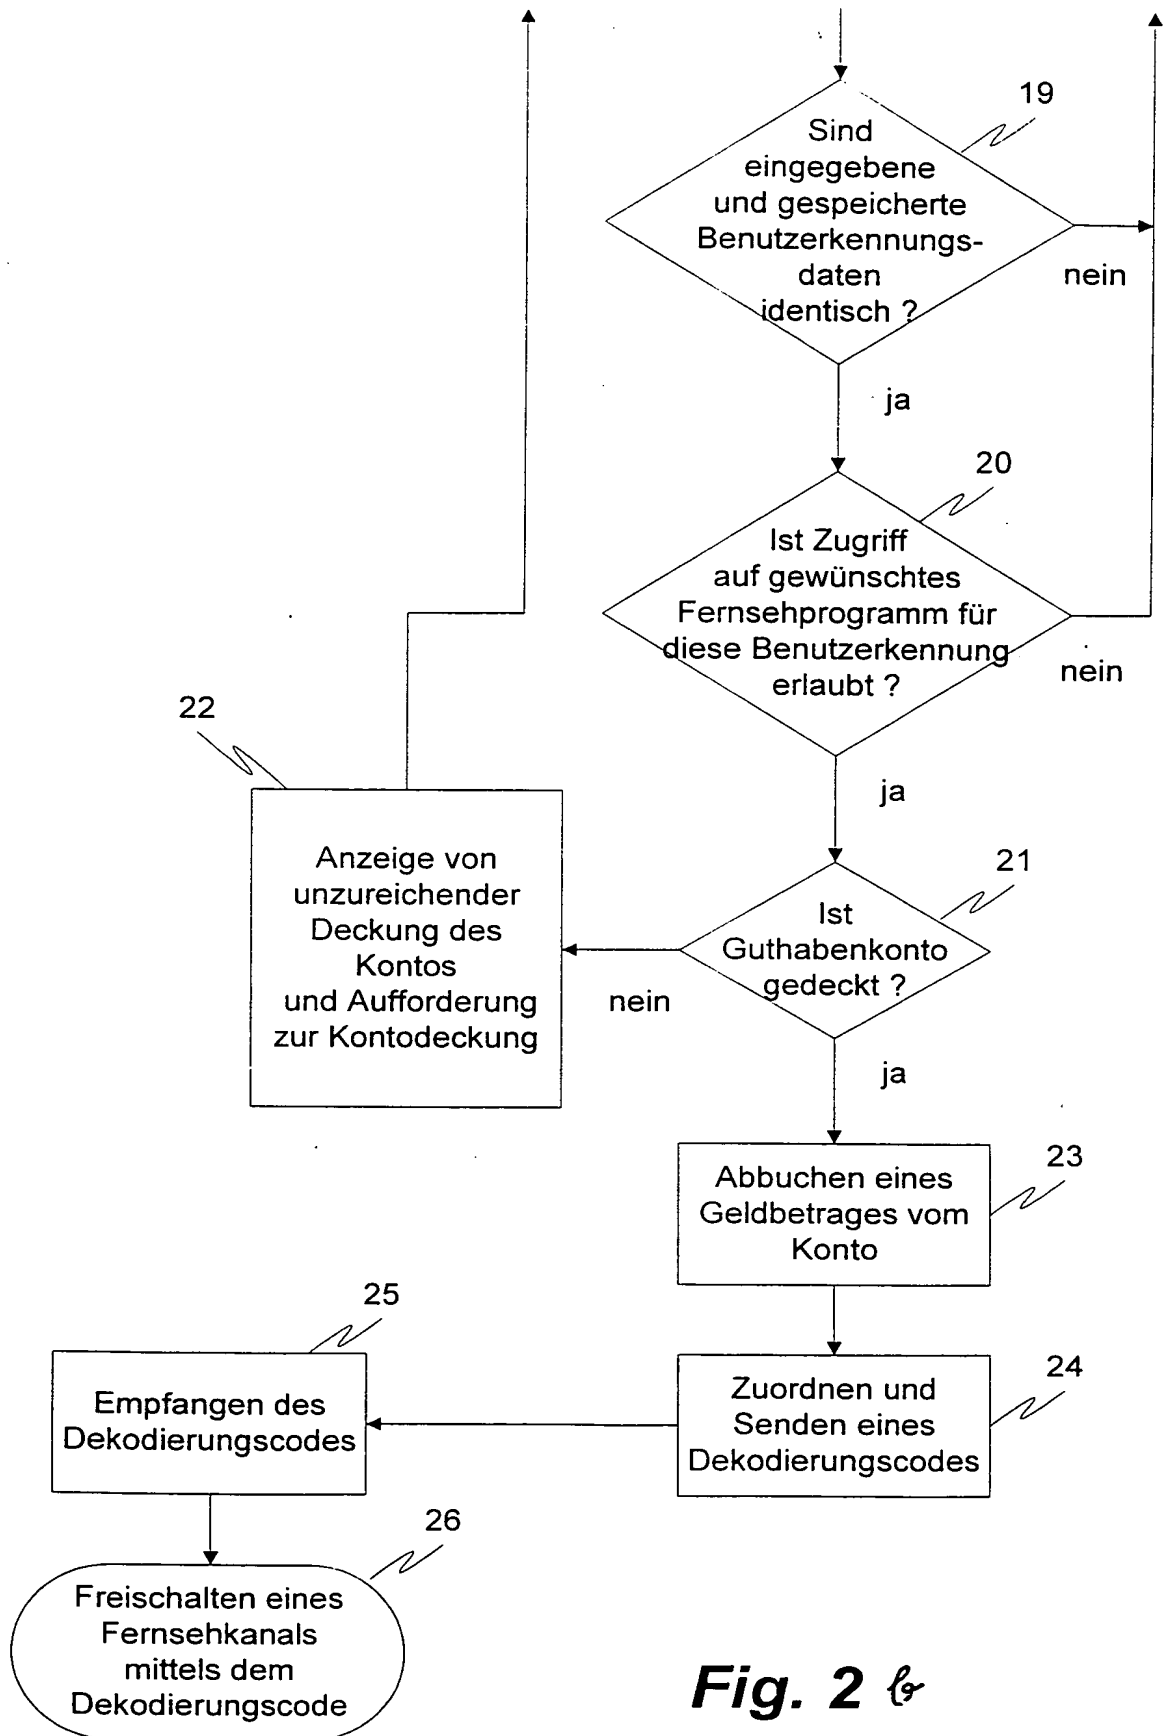 19
Sind
eingegebene
und gespeicherte
Benutzerkennungs-
daten
identisch ?
nein
ja
20
Ist Zugriff
auf gewünschtes
Fernsehprogramm für
diese Benutzerkennung
erlaubt ?
nein
ja
22
Anzeige von
unzureichender
Deckung des
Kontos
und Aufforderung
zur Kontodeckung
21
Ist
Guthabenkonto
gedeckt ?
nein
ja
23
Abbuchen eines
Geldbetrages vom
Konto
24
Zuordnen und
Senden eines
Dekodierungscodes
25
Empfangen des
Dekodierungscodes
26
Freischalten eines
Fernsehkanals
mittels dem
Dekodierungscode
Fig. 2 b